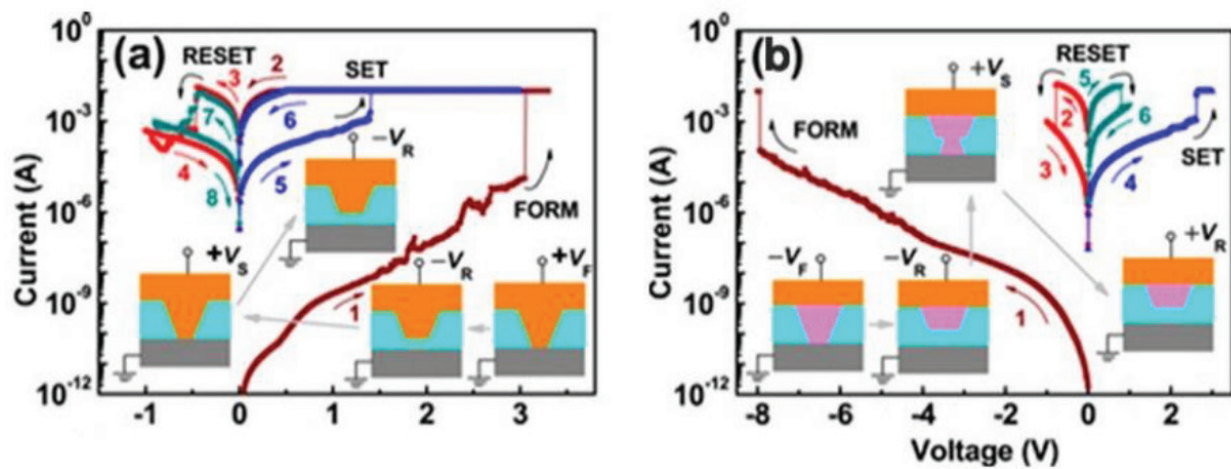 (a)
Current (A)
10^0
10^-3
10^-6
10^-9
10^-12
RESET
3
2
SET
7
6
4
8
5
−V_R
FORM
+V_S
−V_R
+V_F
1
-1
0
1
2
3
(b)
Current (A)
10^0
10^-3
10^-6
10^-9
10^-12
+V_S
RESET
5
2
6
FORM
3
4
SET
−V_F
−V_R
+V_R
1
-8
-6
-4
-2
0
2
Voltage (V)